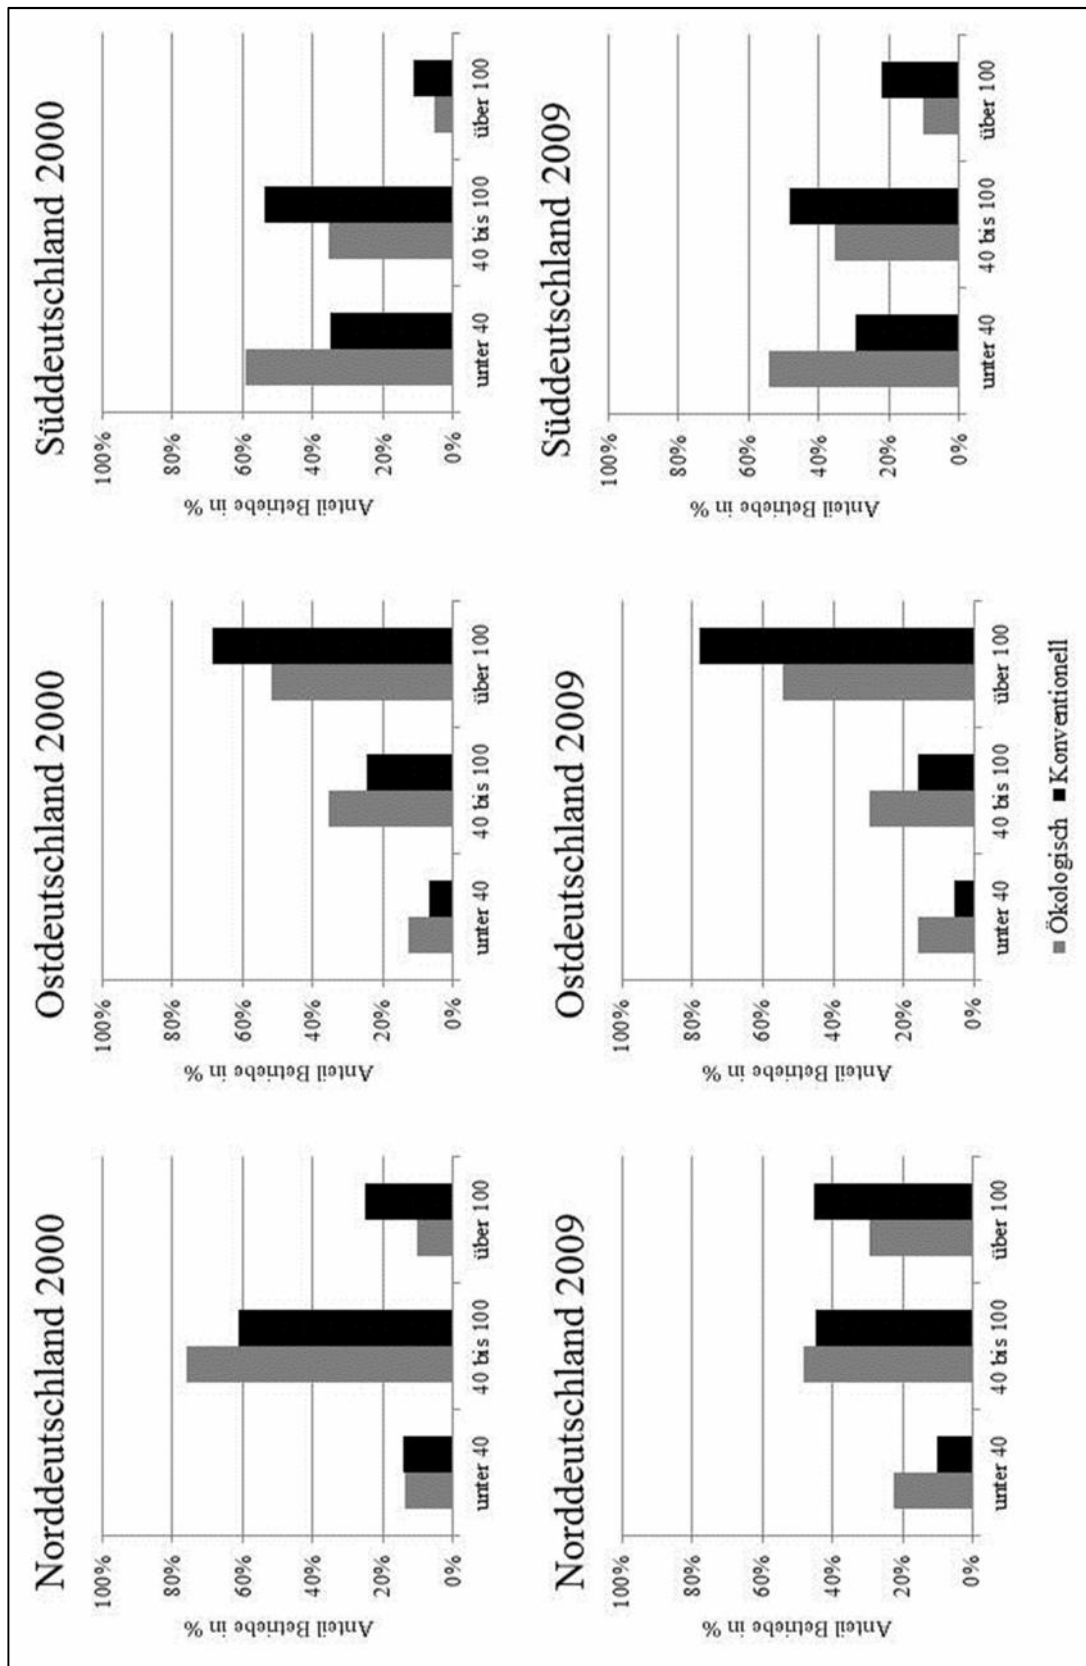 Norddeutschland 2000
Anteil Betriebe in %
100%
80%
60%
40%
20%
0%
unter 40
40 bis 100
über 100
Ostdeutschland 2000
Anteil Betriebe in %
100%
80%
60%
40%
20%
0%
unter 40
40 bis 100
über 100
Süddeutschland 2000
Anteil Betriebe in %
100%
80%
60%
40%
20%
0%
unter 40
40 bis 100
über 100
Norddeutschland 2009
Anteil Betriebe in %
100%
80%
60%
40%
20%
0%
unter 40
40 bis 100
über 100
Ostdeutschland 2009
Anteil Betriebe in %
100%
80%
60%
40%
20%
0%
unter 40
40 bis 100
über 100
Süddeutschland 2009
Anteil Betriebe in %
100%
80%
60%
40%
20%
0%
unter 40
40 bis 100
über 100
Ökologisch Konventionell